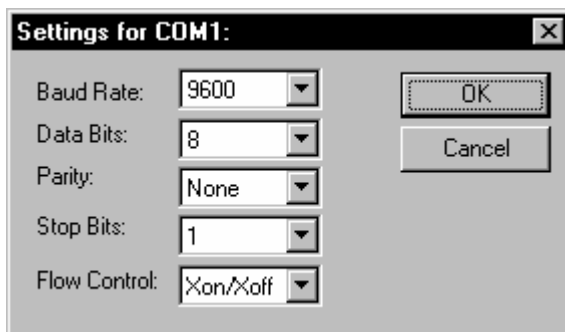 Settings for COM1:
Baud Rate: 9600
OK
Data Bits: 8
Cancel
Parity: None
Stop Bits: 1
Flow Control: Xon/Xoff